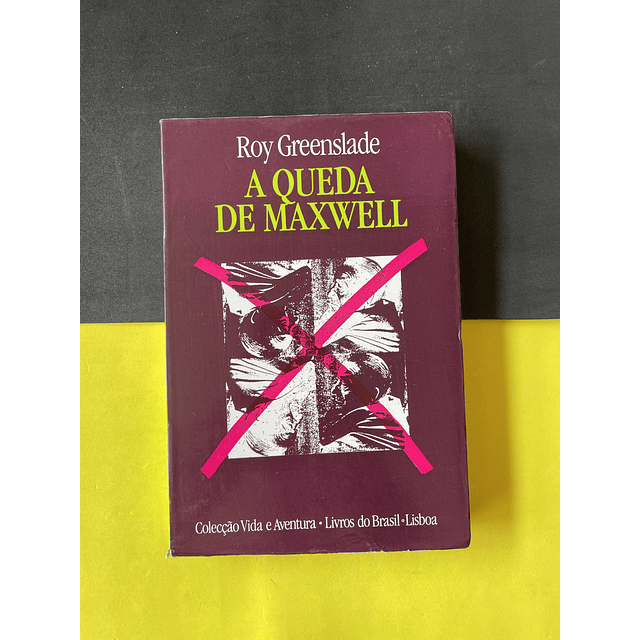 Roy Greenslade
A QUEDA
DE MAXWELL
Colecção Vida e Aventura • Livros do Brasil • Lisboa